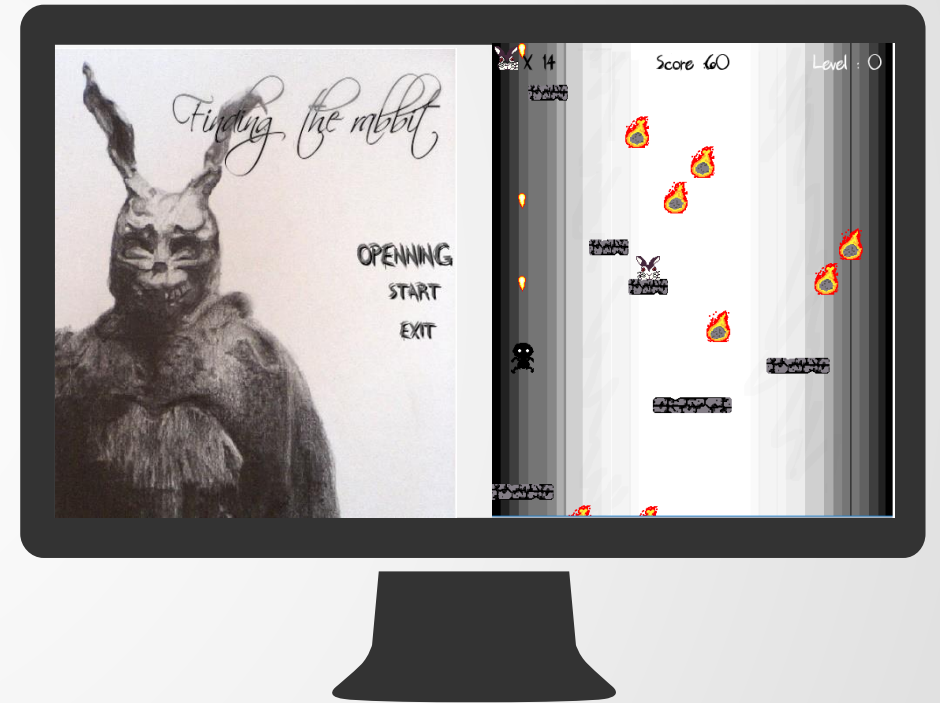 Finding the rabbit
OPENNING
START
EXIT
X 14
Score :60
Level : 0